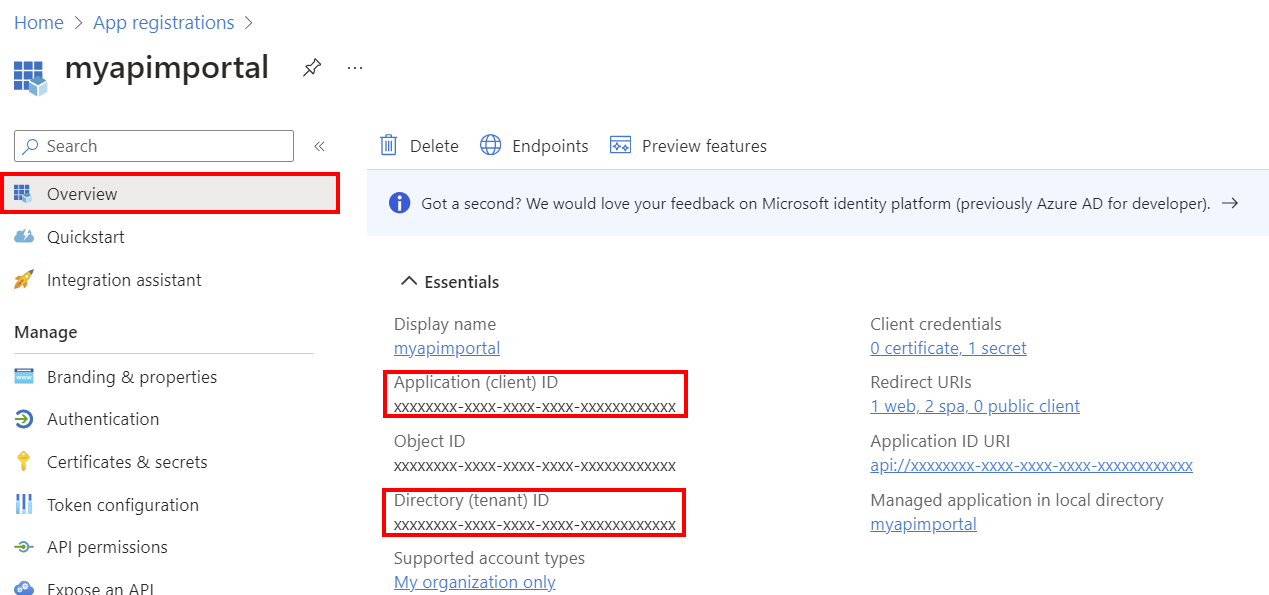 Home > App registrations >
myapimportal
...
Search «
Overview
Quickstart
Integration assistant
Manage
Branding & properties
Authentication
Certificates & secrets
Token configuration
API permissions
Expose an API
Delete Endpoints Preview features
Got a second? We would love your feedback on Microsoft identity platform (previously Azure AD for developer). →
Essentials
Display name
myapimportal
Application (client) ID
xxxxxxxx-xxxx-xxxx-xxxx-xxxxxxxxxxxx
Object ID
xxxxxxxx-xxxx-xxxx-xxxx-xxxxxxxxxxxx
Directory (tenant) ID
xxxxxxxx-xxxx-xxxx-xxxx-xxxxxxxxxxxx
Supported account types
My organization only
Client credentials
0 certificate, 1 secret
Redirect URIs
1 web, 2 spa, 0 public client
Application ID URI
api://xxxxxxxx-xxxx-xxxx-xxxx-xxxxxxxxxxxx
Managed application in local directory
myapimportal